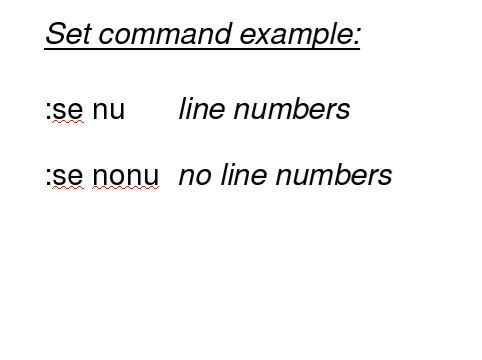 Set command example:
:se nu line numbers
:se nonu no line numbers